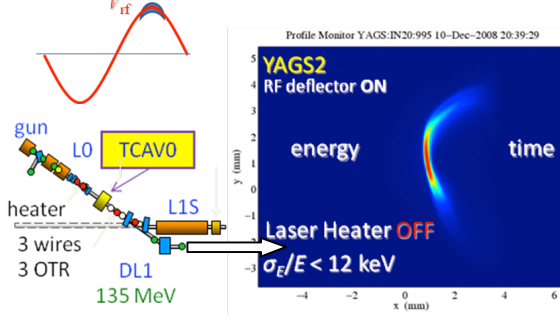 Vrf
Profile Monitor YAGS:IN20:995 10-Dec-2008 20:39:29
YAGS2
RF deflector ON
energy
time
Laser Heater OFF
σE/E < 12 keV
y (mm)
5
4
3
2
1
0
-1
-3
-4 -2 0 2 4 6
x (mm)
gun
L0
TCAV0
heater
L1S
3 wires
3 OTR
DL1
135 MeV